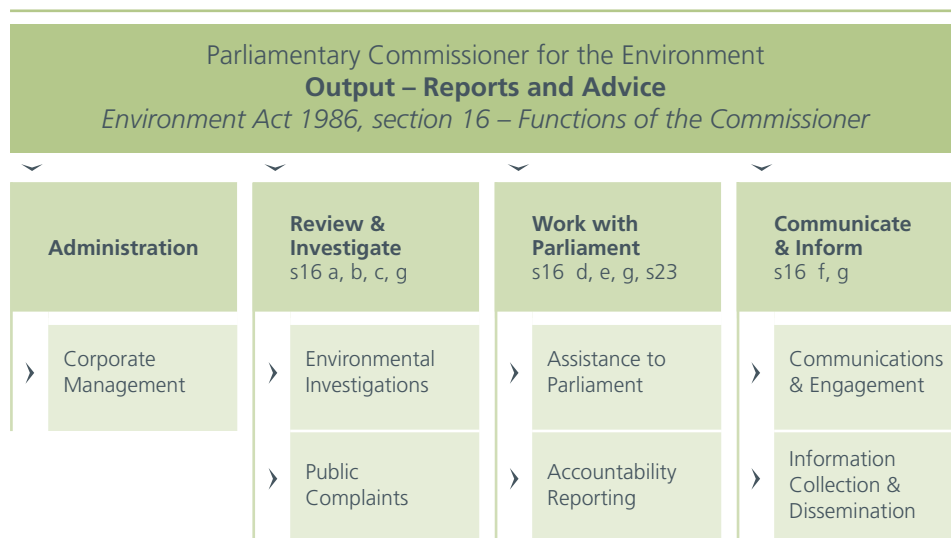 Parliamentary Commissioner for the Environment
Output – Reports and Advice
Environment Act 1986, section 16 – Functions of the Commissioner
Administration
Corporate
Management
Review &
Investigate
s16 a, b, c, g
Environmental
Investigations
Public
Complaints
Work with
Parliament
s16 d, e, g, s23
Assistance to
Parliament
Accountability
Reporting
Communicate
& Inform
s16 f, g
Communications
& Engagement
Information
Collection &
Dissemination